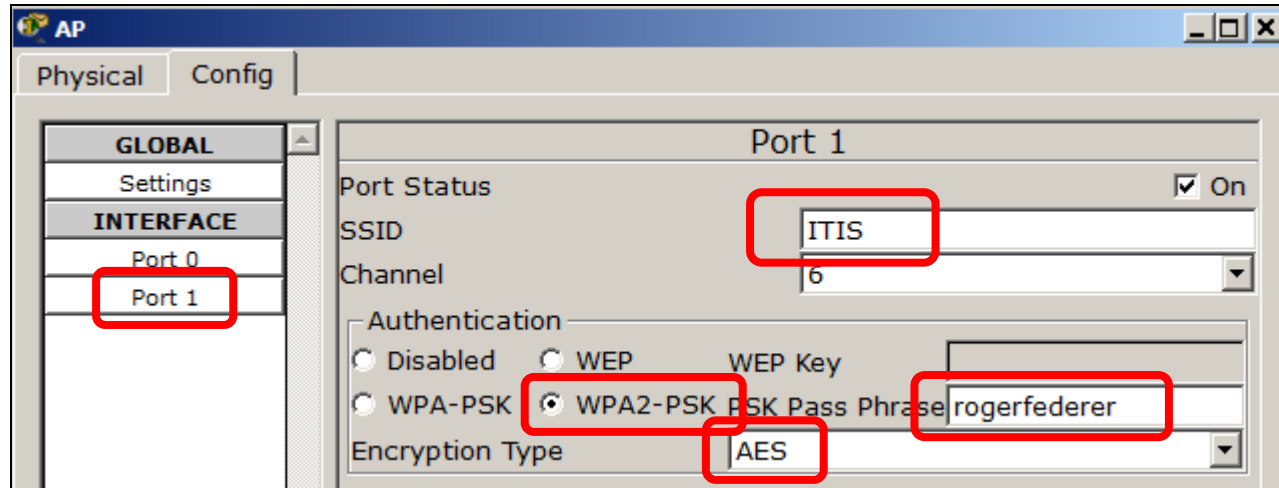 AP
Physical Config
GLOBAL
Settings
INTERFACE
Port 0
Port 1
Port 1
Port Status On
SSID ITIS
Channel 6
Authentication
Disabled WEP WEP Key
WPA-PSK WPA2-PSK PSK Pass Phrase rogerfederer
Encryption Type AES